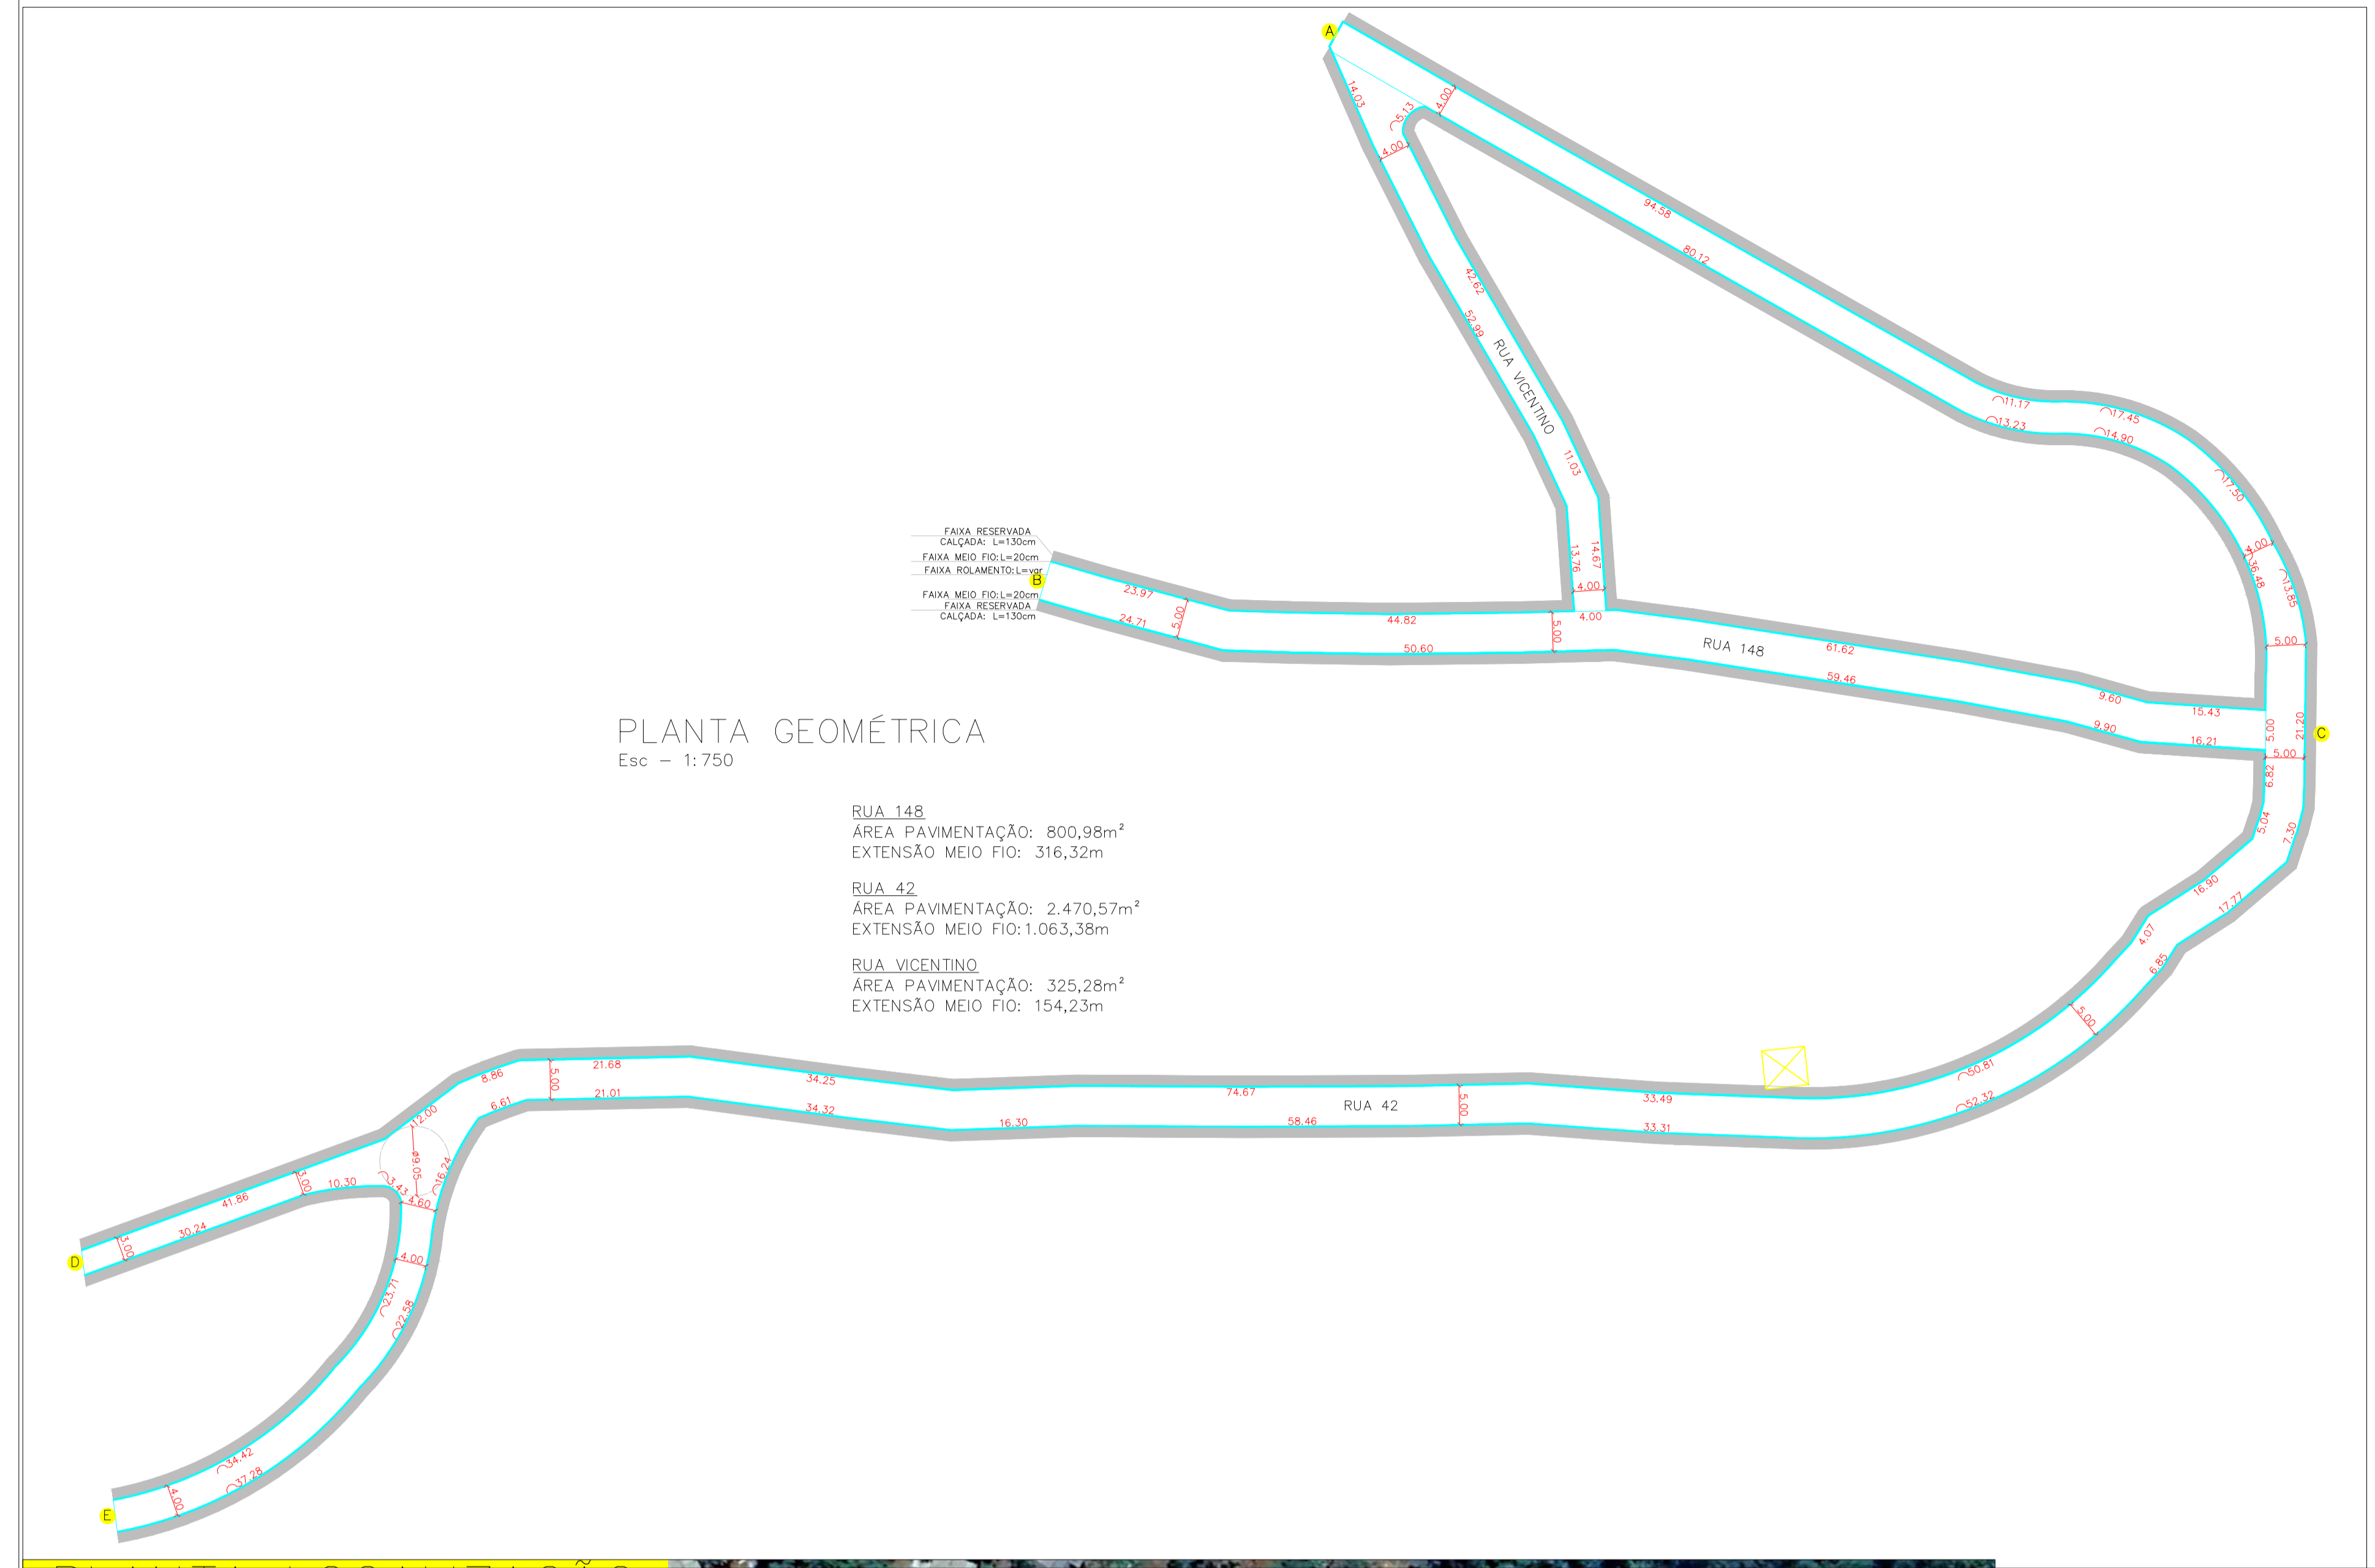 A
14.03
5.13
4.00
4.00
94.58
80.12
42.62
52.99
RUA VICENTINO
11.03
13.76
14.67
4.00
4.00
11.17
13.23
17.45
14.90
17.50
4.00
36.48
13.85
5.00
FAIXA RESERVADA
CALÇADA: L=130cm
FAIXA MEIO FIO:L=20cm
FAIXA ROLAMENTO:L=var
B
FAIXA MEIO FIO:L=20cm
FAIXA RESERVADA
CALÇADA: L=130cm
23.97
24.71
5.00
44.82
50.60
5.00
RUA 148
61.62
59.46
9.60
9.90
15.43
16.21
5.00
21.20
C
5.00
6.82
5.04
7.30
16.90
17.77
4.07
6.85
5.00
PLANTA GEOMÉTRICA
Esc – 1:750
RUA 148
ÁREA PAVIMENTAÇÃO: 800,98m²
EXTENSÃO MEIO FIO: 316,32m
RUA 42
ÁREA PAVIMENTAÇÃO: 2.470,57m²
EXTENSÃO MEIO FIO:1.063,38m
RUA VICENTINO
ÁREA PAVIMENTAÇÃO: 325,28m²
EXTENSÃO MEIO FIO: 154,23m
8.86
6.61
5.00
21.68
21.01
34.25
34.32
16.30
74.67
58.46
RUA 42
5.00
33.49
33.31
50.81
52.32
12.00
ø9.05
3.43
16.24
4.60
3.00
10.30
41.86
30.24
3.00
D
4.00
23.71
22.58
34.42
37.28
4.00
E